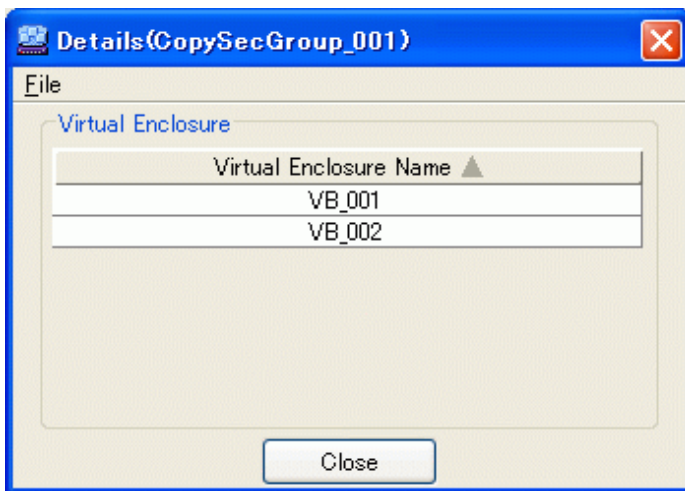 Details(CopySecGroup_001)
File
Virtual Enclosure
Virtual Enclosure Name
VB_001
VB_002
Close